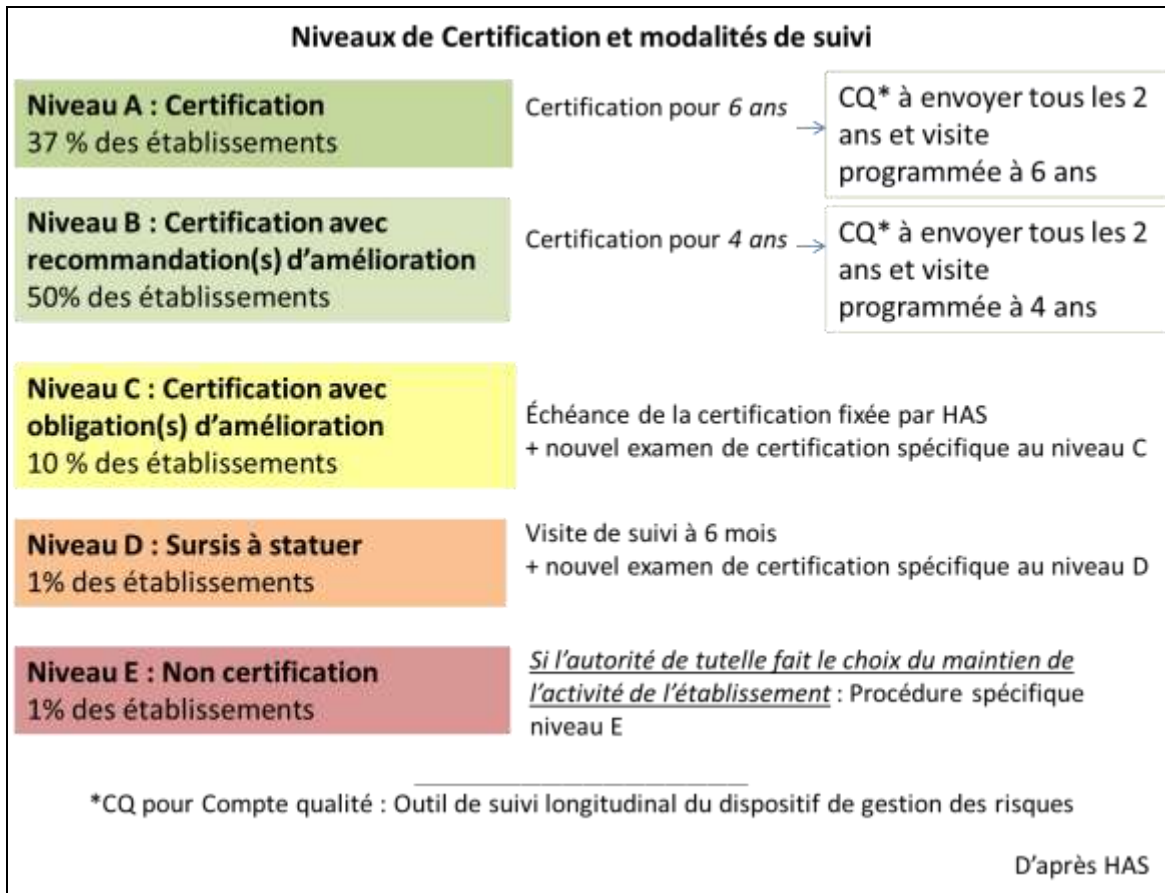 Niveaux de Certification et modalités de suivi
Niveau A : Certification
37 % des établissements
Certification pour 6 ans
CQ* à envoyer tous les 2
ans et visite
programmée à 6 ans
Niveau B : Certification avec
recommandation(s) d'amélioration
50% des établissements
Certification pour 4 ans
CQ* à envoyer tous les 2
ans et visite
programmée à 4 ans
Niveau C : Certification avec
obligation(s) d'amélioration
10 % des établissements
Échéance de la certification fixée par HAS
+ nouvel examen de certification spécifique au niveau C
Niveau D : Sursis à statuer
1% des établissements
Visite de suivi à 6 mois
+ nouvel examen de certification spécifique au niveau D
Niveau E : Non certification
1% des établissements
Si l'autorité de tutelle fait le choix du maintien de
l'activité de l'établissement : Procédure spécifique
niveau E
*CQ pour Compte qualité : Outil de suivi longitudinal du dispositif de gestion des risques
D'après HAS